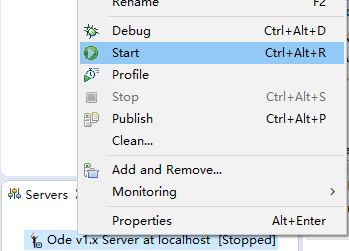 Rename F2
Debug Ctrl+Alt+D
Start Ctrl+Alt+R
Profile
Stop Ctrl+Alt+S
Publish Ctrl+Alt+P
Clean...
Add and Remove...
Monitoring
Properties Alt+Enter
Servers
Ode v1.x Server at localhost [Stopped]